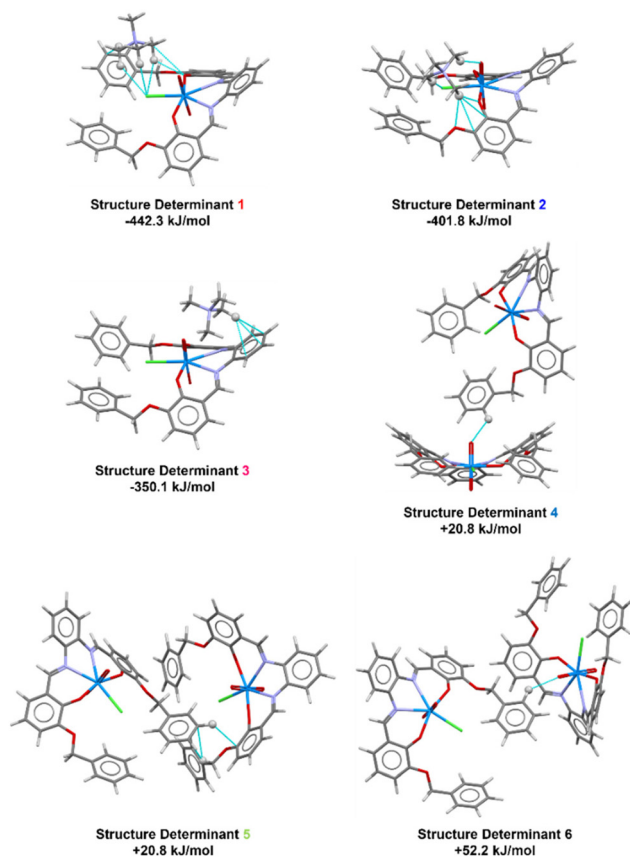 Structure Determinant 1
-442.3 kJ/mol
Structure Determinant 2
-401.8 kJ/mol
Structure Determinant 3
-350.1 kJ/mol
Structure Determinant 4
+20.8 kJ/mol
Structure Determinant 5
+20.8 kJ/mol
Structure Determinant 6
+52.2 kJ/mol